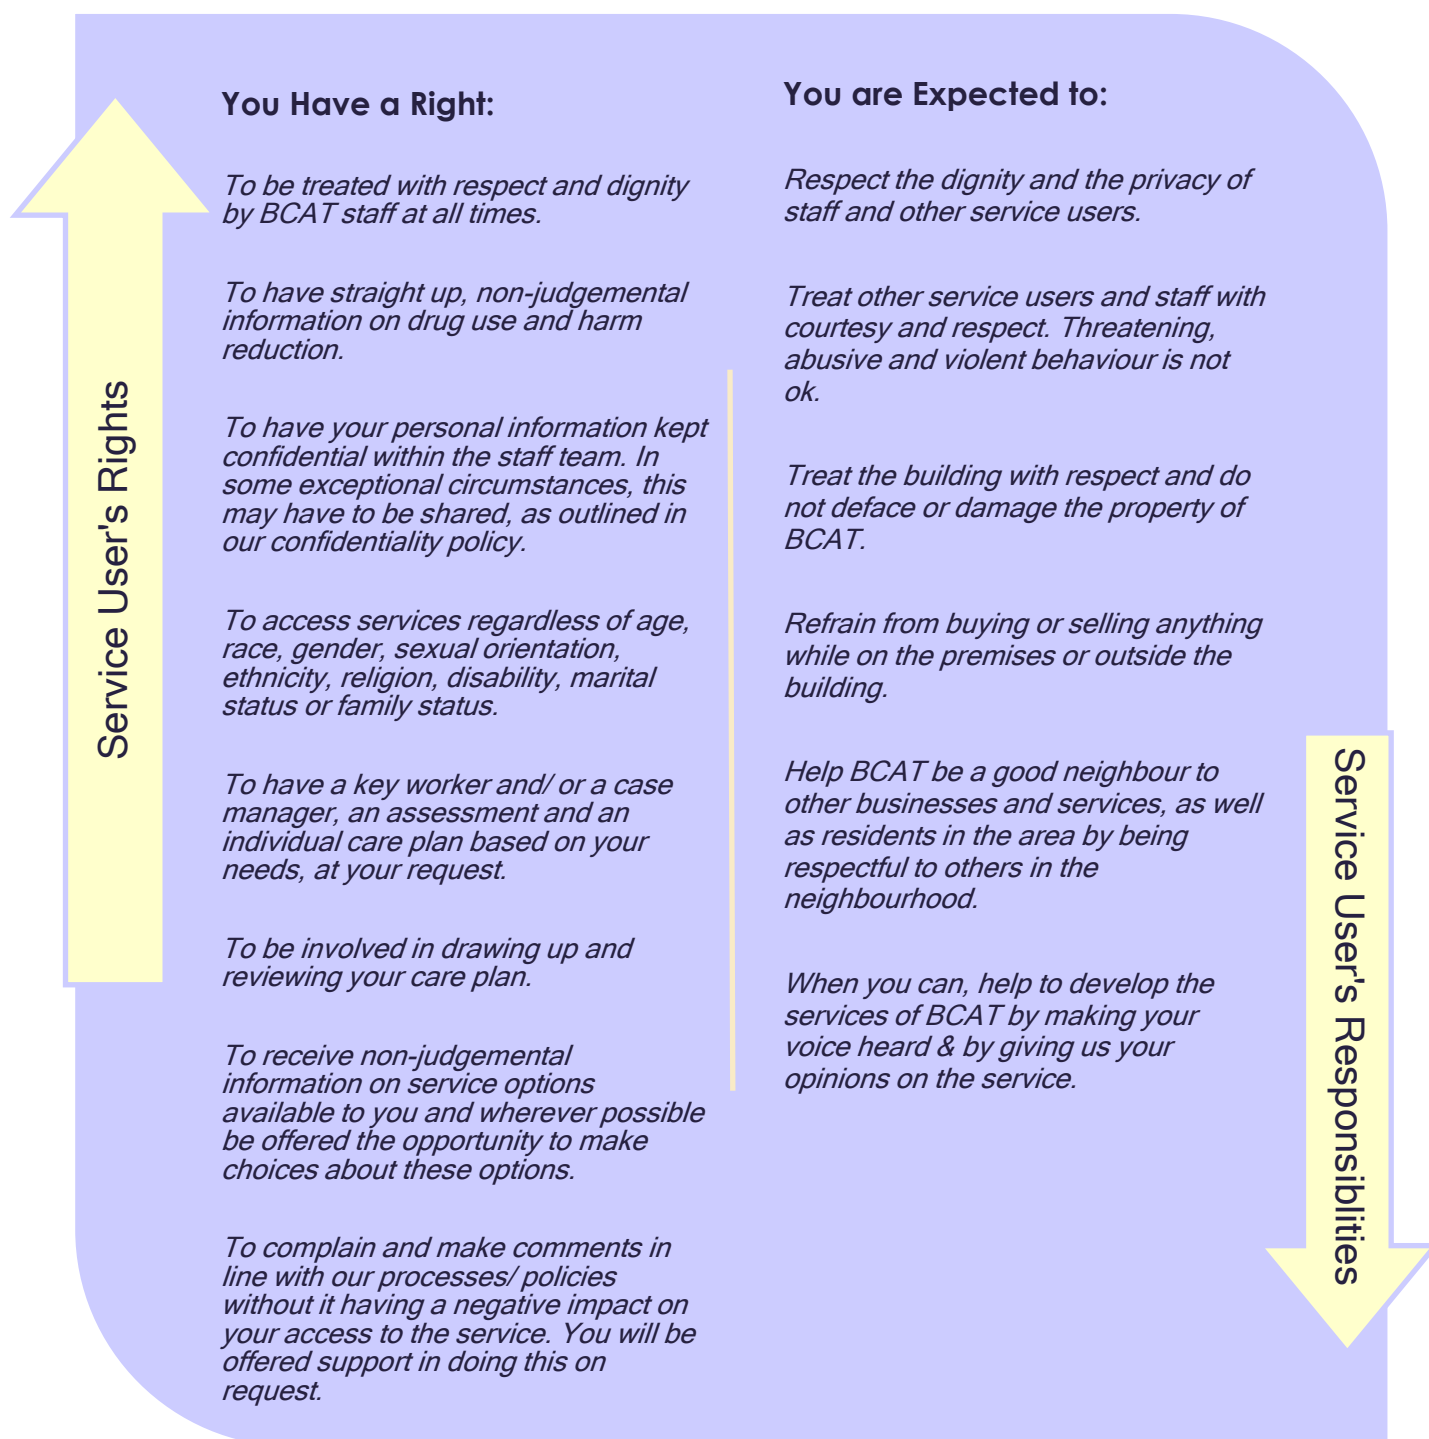 Service User's Rights
You Have a Right:
To be treated with respect and dignity
by BCAT staff at all times.
To have straight up, non-judgemental
information on drug use and harm
reduction.
To have your personal information kept
confidential within the staff team. In
some exceptional circumstances, this
may have to be shared, as outlined in
our confidentiality policy.
To access services regardless of age,
race, gender, sexual orientation,
ethnicity, religion, disability, marital
status or family status.
To have a key worker and/ or a case
manager, an assessment and an
individual care plan based on your
needs, at your request.
To be involved in drawing up and
reviewing your care plan.
To receive non-judgemental
information on service options
available to you and wherever possible
be offered the opportunity to make
choices about these options.
To complain and make comments in
line with our processes/ policies
without it having a negative impact on
your access to the service. You will be
offered support in doing this on
request.
You are Expected to:
Respect the dignity and the privacy of
staff and other service users.
Treat other service users and staff with
courtesy and respect. Threatening,
abusive and violent behaviour is not
ok.
Treat the building with respect and do
not deface or damage the property of
BCAT.
Refrain from buying or selling anything
while on the premises or outside the
building.
Help BCAT be a good neighbour to
other businesses and services, as well
as residents in the area by being
respectful to others in the
neighbourhood.
When you can, help to develop the
services of BCAT by making your
voice heard & by giving us your
opinions on the service.
Service User's Responsiblities